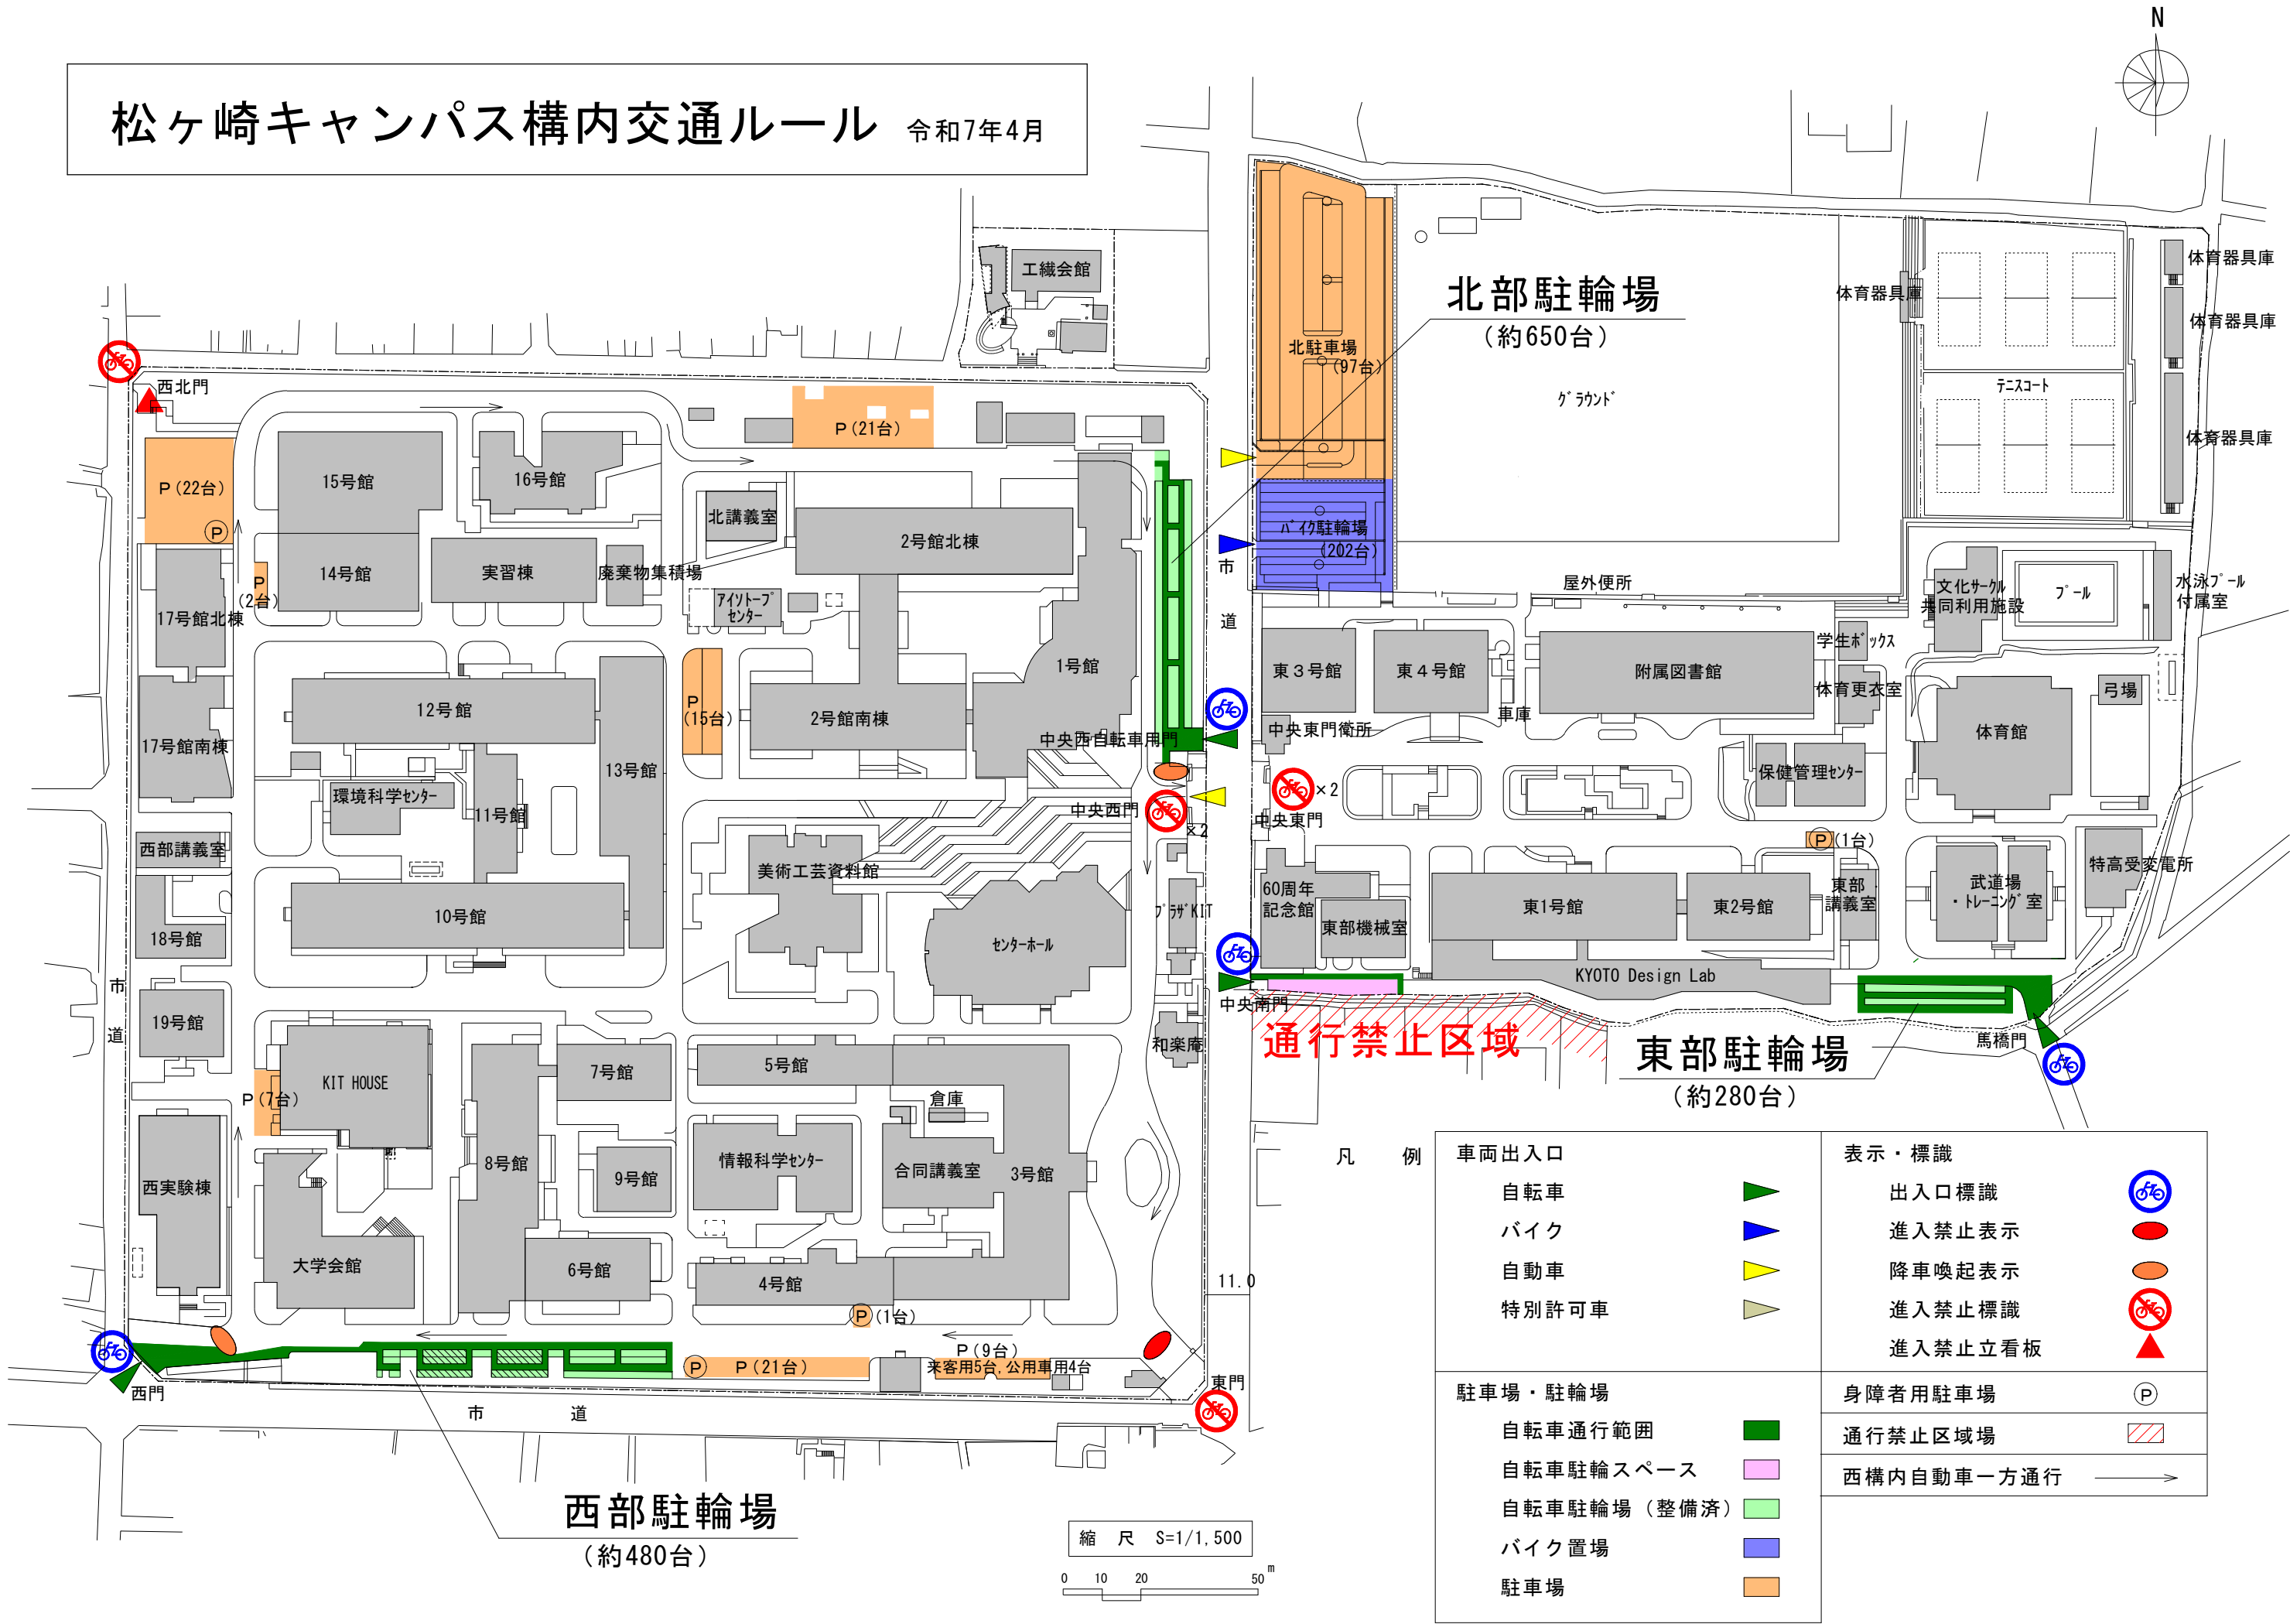 松ヶ崎キャンパス構内交通ルール 令和7年4月
N
工繊会館
北部駐輪場
(約650台)
北駐車場
(97台)
グラウンド
体育器具庫
体育器具庫
体育器具庫
体育器具庫
テニスコート
西北門
P(22台)
P
15号館
16号館
P(21台)
北講義室
2号館北棟
バイク駐輪場
(202台)
市
道
屋外便所
文化サークル
共同利用施設
プール
水泳プール
付属室
14号館
実習棟
廃棄物集積場
P
(2台)
17号館北棟
アイソトープ
センター
1号館
東3号館
東4号館
附属図書館
学生ボックス
体育更衣室
車庫
弓場
体育館
12号館
P
(15台)
2号館南棟
17号館南棟
13号館
中央西自転車用門
中央東門衛所
保健管理センター
環境科学センター
11号館
中央西門
×2
×2
中央東門
P(1台)
西部講義室
美術工芸資料館
60周年
記念館
東部機械室
東1号館
東2号館
東部
講義室
武道場
・トレーニング室
特高受変電所
18号館
10号館
センターホール
プラザKIT
KYOTO Design Lab
中央南門
通行禁止区域
東部駐輪場
(約280台)
馬橋門
市
道
19号館
KIT HOUSE
P(7台)
7号館
5号館
和楽庵
倉庫
西実験棟
8号館
9号館
情報科学センター
合同講義室
3号館
大学会館
6号館
4号館
11.0
P(1台)
P(9台)
来客用5台,公用車用4台
P
P(21台)
西門
東門
市
道
西部駐輪場
(約480台)
縮 尺 S=1/1,500
0 10 20 50 m
凡 例
車両出入口
自転車
バイク
自動車
特別許可車
駐車場・駐輪場
自転車通行範囲
自転車駐輪スペース
自転車駐輪場(整備済)
バイク置場
駐車場
表示・標識
出入口標識
進入禁止表示
降車喚起表示
進入禁止標識
進入禁止立看板
身障者用駐車場 P
通行禁止区域場
西構内自動車一方通行